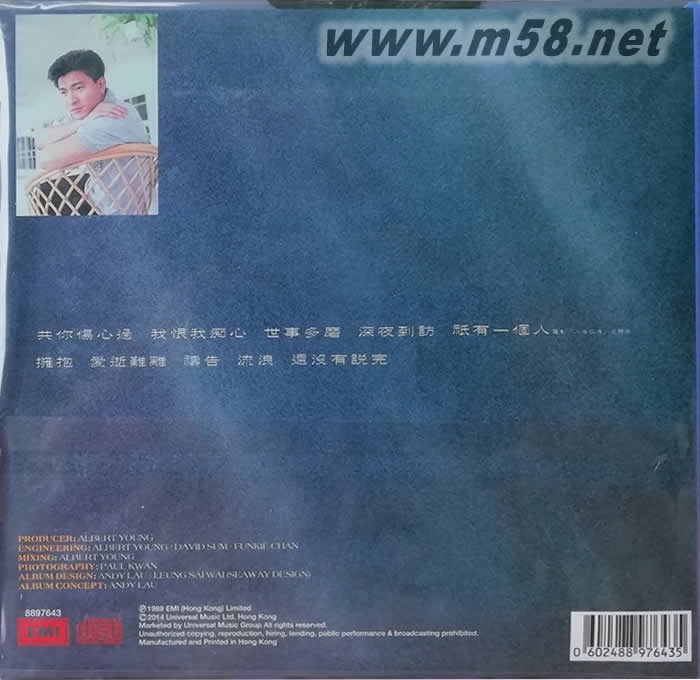 www.m58.net
共你傷心過 我恨我痴心 世事多磨 深夜到訪 祇有一個人
擁抱 愛逝難離 禱告 流浪 還没有説完
PRODUCER: ALBERT YOUNG
ENGINEERING: ALBERT YOUNG / DAVID SUM / FUNKIE CHAN
MIXING: ALBERT YOUNG
PHOTOGRAPHY: PAUL KWAN
ALBUM DESIGN: ANDY LAU / LEUNG SAI WAI (SEAWAY DESIGN)
ALBUM CONCEPT: ANDY LAU
8897643
EMI
℗ 1989 EMI (Hong Kong) Limited
© 2014 Universal Music Ltd. Hong Kong
Marketed by Universal Music Group All Rights Reserved.
Unauthorized copying, reproduction, hiring, lending, public performance & broadcasting prohibited.
Manufactured and Printed in Hong Kong
0 602488 976435